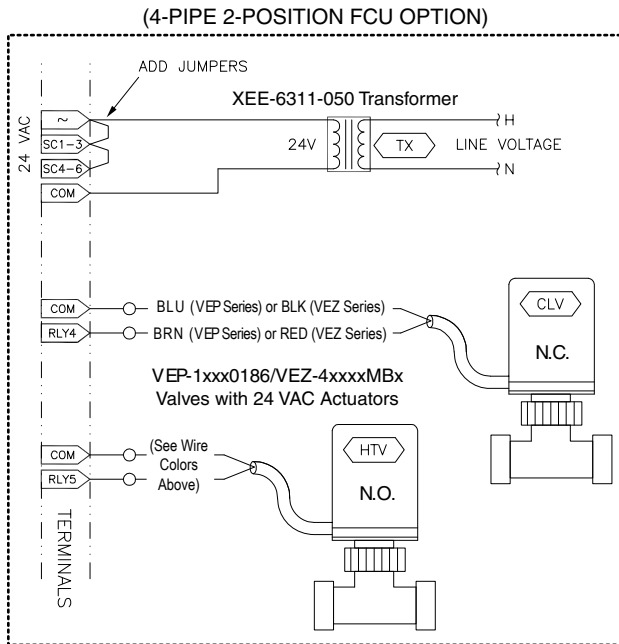 (4-PIPE 2-POSITION FCU OPTION)
ADD JUMPERS
XEE-6311-050 Transformer
24 VAC
~
SC1-3
SC4-6
COM
24V
TX
LINE VOLTAGE
H
N
COM
BLU (VEP Series) or BLK (VEZ Series)
RLY4
BRN (VEP Series) or RED (VEZ Series)
CLV
N.C.
VEP-1xxx0186/VEZ-4xxxxMBx
Valves with 24 VAC Actuators
COM
RLY5
(See Wire
Colors
Above)
HTV
N.O.
TERMINALS